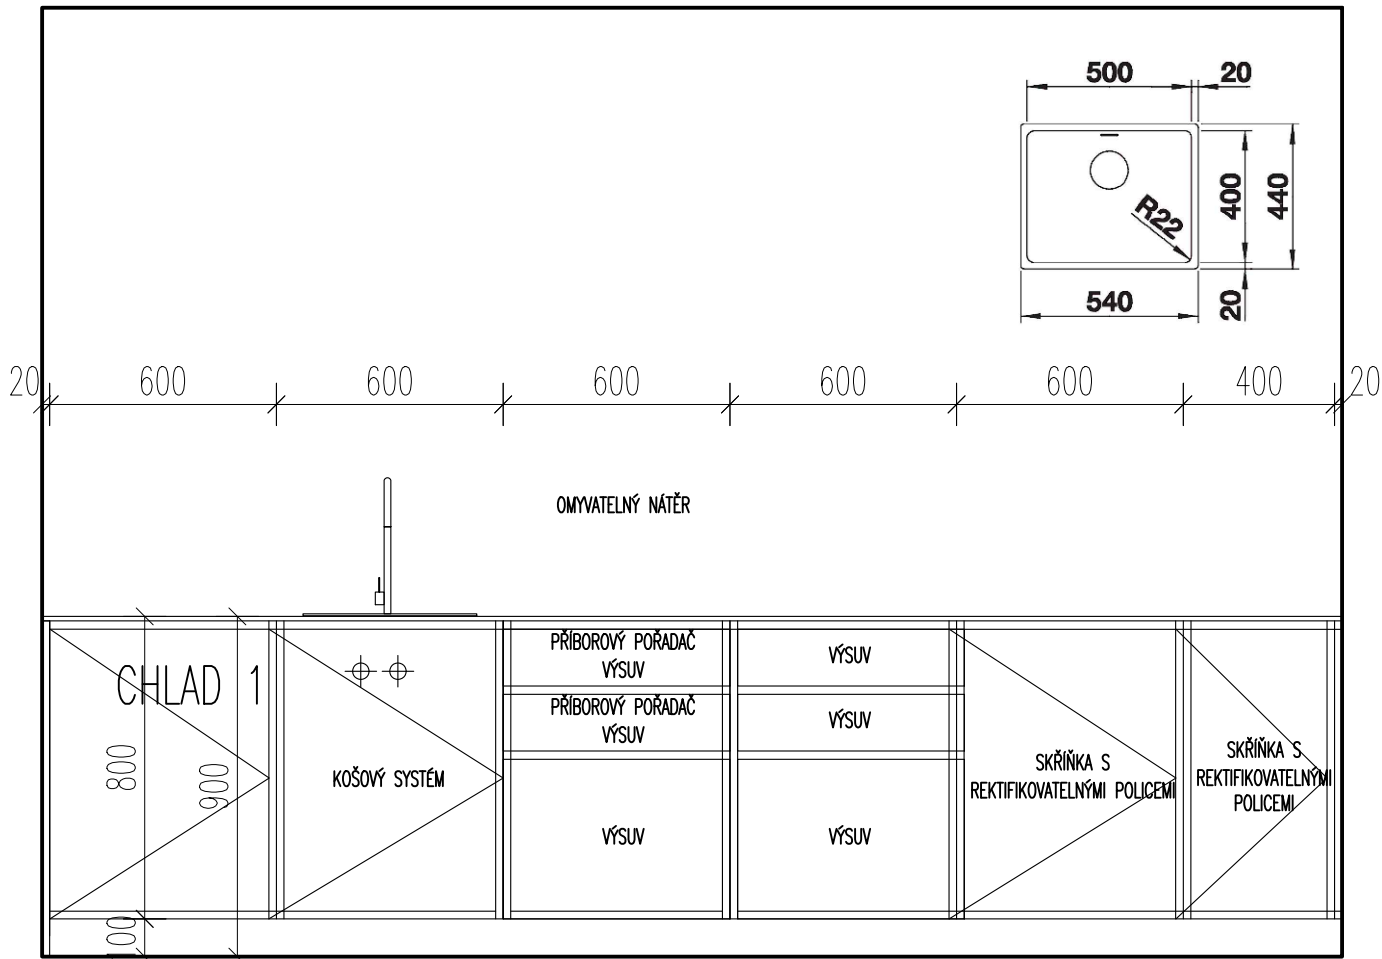 500
20
400
440
R22
540
20
20
600
600
600
600
600
400
20
OMYVATELNÝ NÁTĚR
CHLAD 1
800
900
100
KOŠOVÝ SYSTÉM
PŘÍBOROVÝ POŘADAČ
VÝSUV
PŘÍBOROVÝ POŘADAČ
VÝSUV
VÝSUV
VÝSUV
VÝSUV
VÝSUV
SKŘÍŇKA S
REKTIFIKOVATELNÝMI POLICEMI
SKŘÍŇKA S
REKTIFIKOVATELNÝMI
POLICEMI